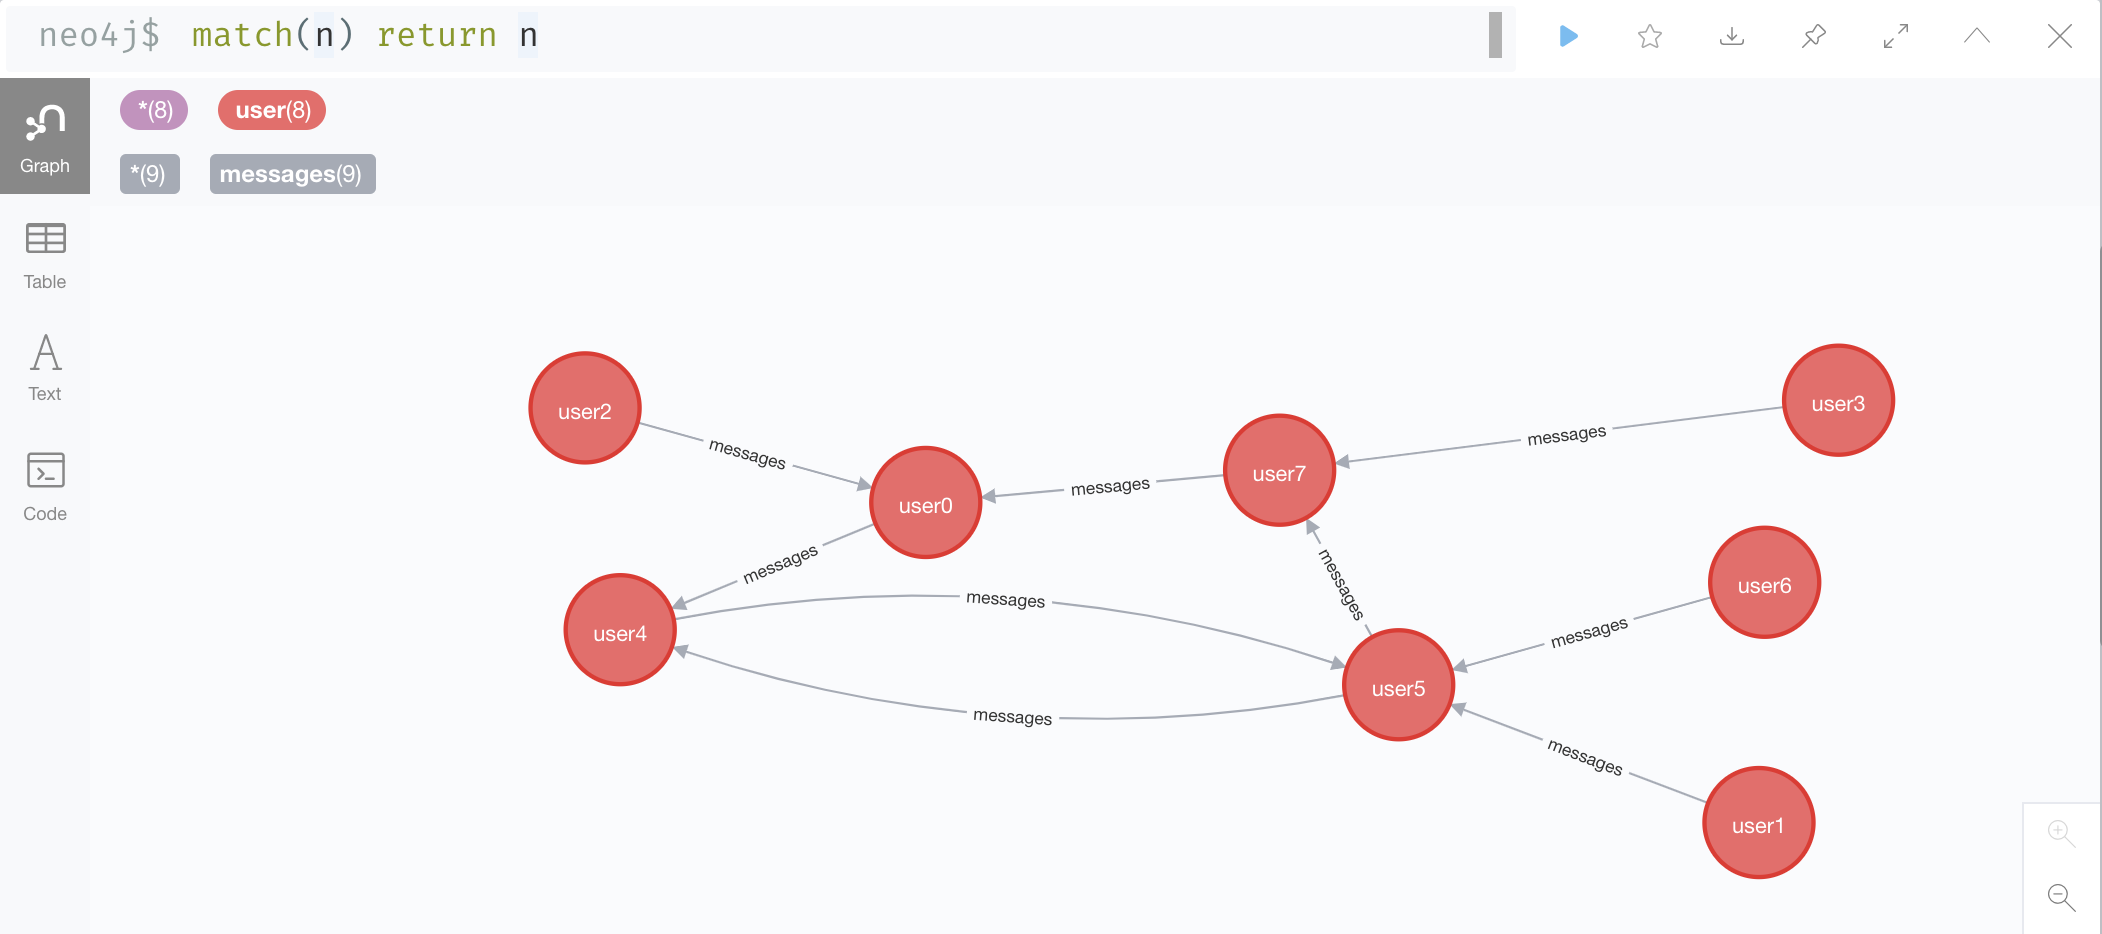 neo4j$ match(n) return n
*(8) user(8)
Graph
*(9) messages(9)
Table
Text
Code
user2
user3
messages
messages
user7
messages
user0
messages
messages
user6
messages
user4
messages
user5
messages
messages
user1